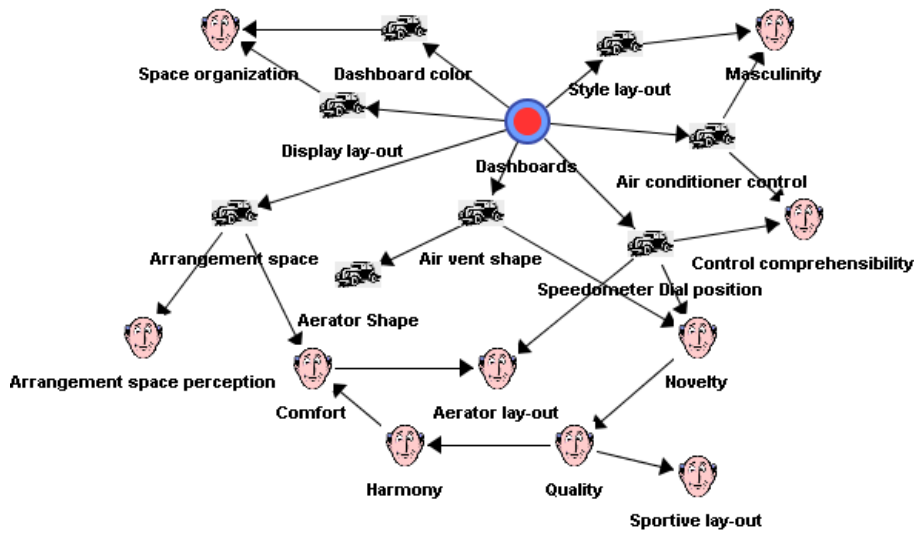 Space organization
Dashboard color
Style lay-out
Masculinity
Display lay-out
Dashboards
Air conditioner control
Arrangement space
Air vent shape
Control comprehensibility
Speedometer Dial position
Aerator Shape
Arrangement space perception
Comfort
Aerator lay-out
Novelty
Harmony
Quality
Sportive lay-out